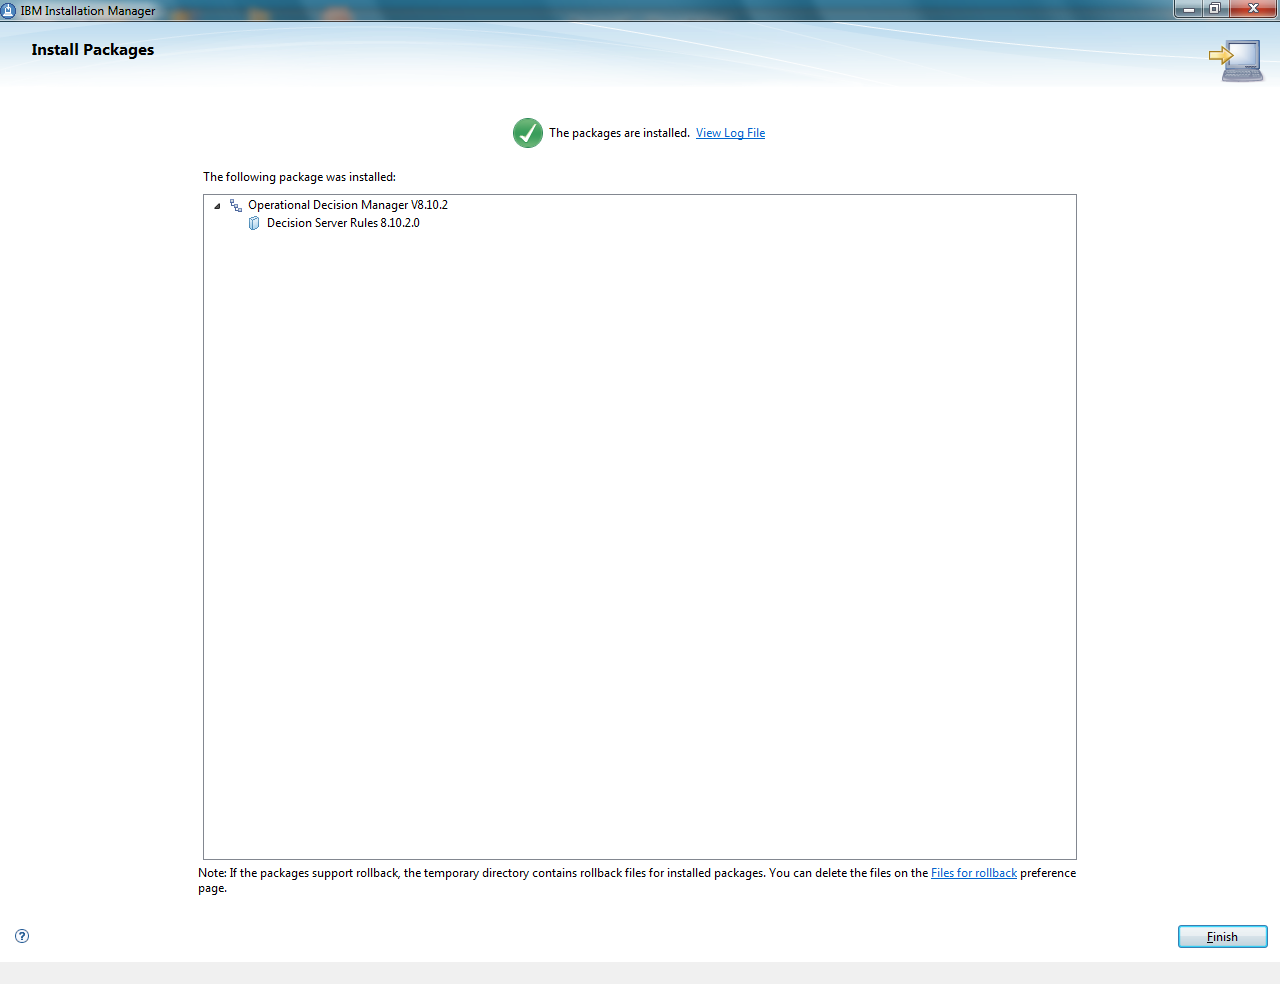 IBM Installation Manager
Install Packages
The packages are installed. View Log File
The following package was installed:
Operational Decision Manager V8.10.2
Decision Server Rules 8.10.2.0
Note: If the packages support rollback, the temporary directory contains rollback files for installed packages. You can delete the files on the Files for rollback preference
page.
?
Finish